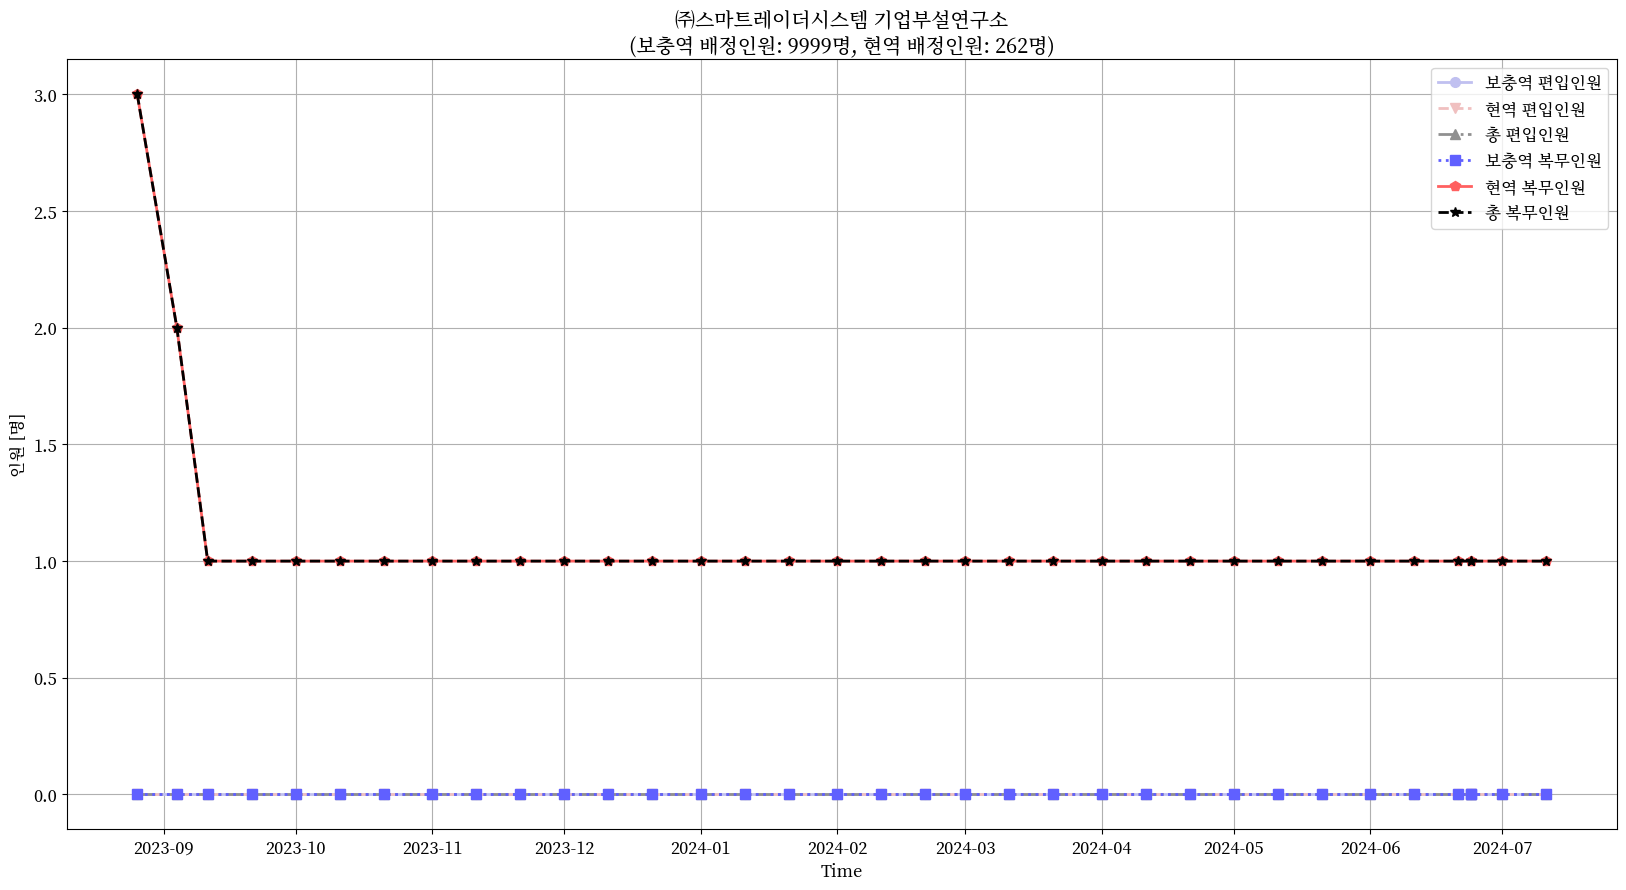 ㈜스마트레이더시스템 기업부설연구소
(보충역 배정인원: 9999명, 현역 배정인원: 262명)
보충역 편입인원
현역 편입인원
총 편입인원
보충역 복무인원
현역 복무인원
총 복무인원
인원 [명]
3.0
2.5
2.0
1.5
1.0
0.5
0.0
2023-09 2023-10 2023-11 2023-12 2024-01 2024-02 2024-03 2024-04 2024-05 2024-06 2024-07
Time